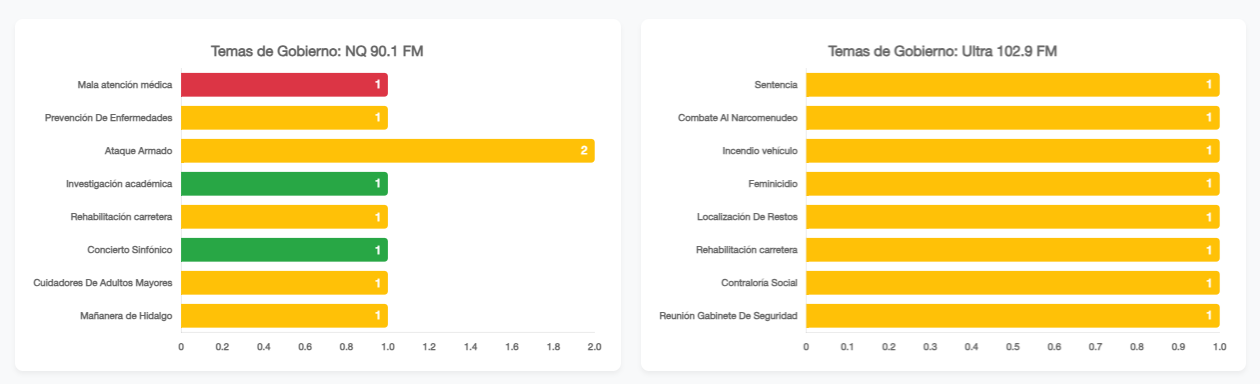 Temas de Gobierno: NQ 90.1 FM
Mala atención médica 1
Prevención De Enfermedades 1
Ataque Armado 2
Investigación académica 1
Rehabilitación carretera 1
Concierto Sinfónico 1
Cuidadores De Adultos Mayores 1
Mañanera de Hidalgo 1
0 0.2 0.4 0.6 0.8 1.0 1.2 1.4 1.6 1.8 2.0
Temas de Gobierno: Ultra 102.9 FM
Sentencia 1
Combate Al Narcomenudeo 1
Incendio vehículo 1
Feminicidio 1
Localización De Restos 1
Rehabilitación carretera 1
Contraloría Social 1
Reunión Gabinete De Seguridad 1
0 0.1 0.2 0.3 0.4 0.5 0.6 0.7 0.8 0.9 1.0